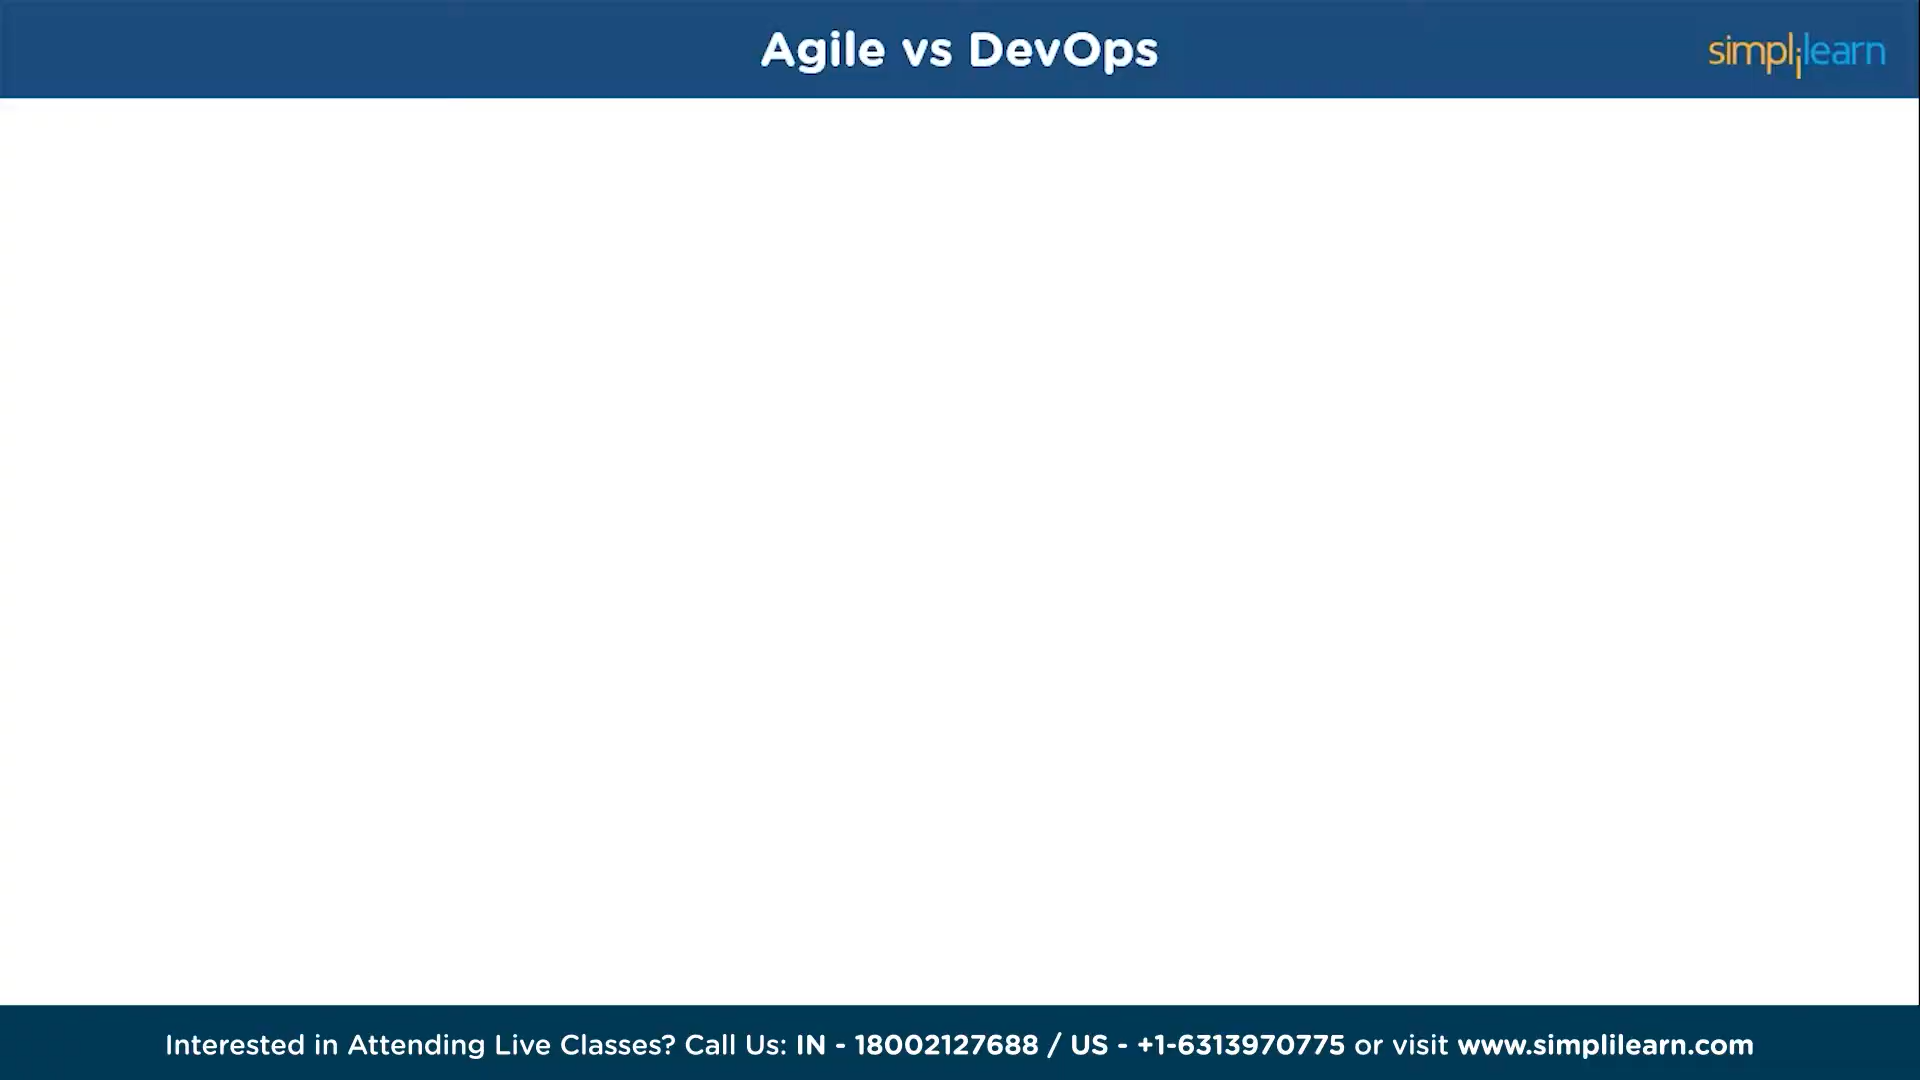 Agile vs DevOps
simplilearn
Interested in Attending Live Classes? Call Us: IN - 18002127688 / US - +1-6313970775 or visit www.simplilearn.com